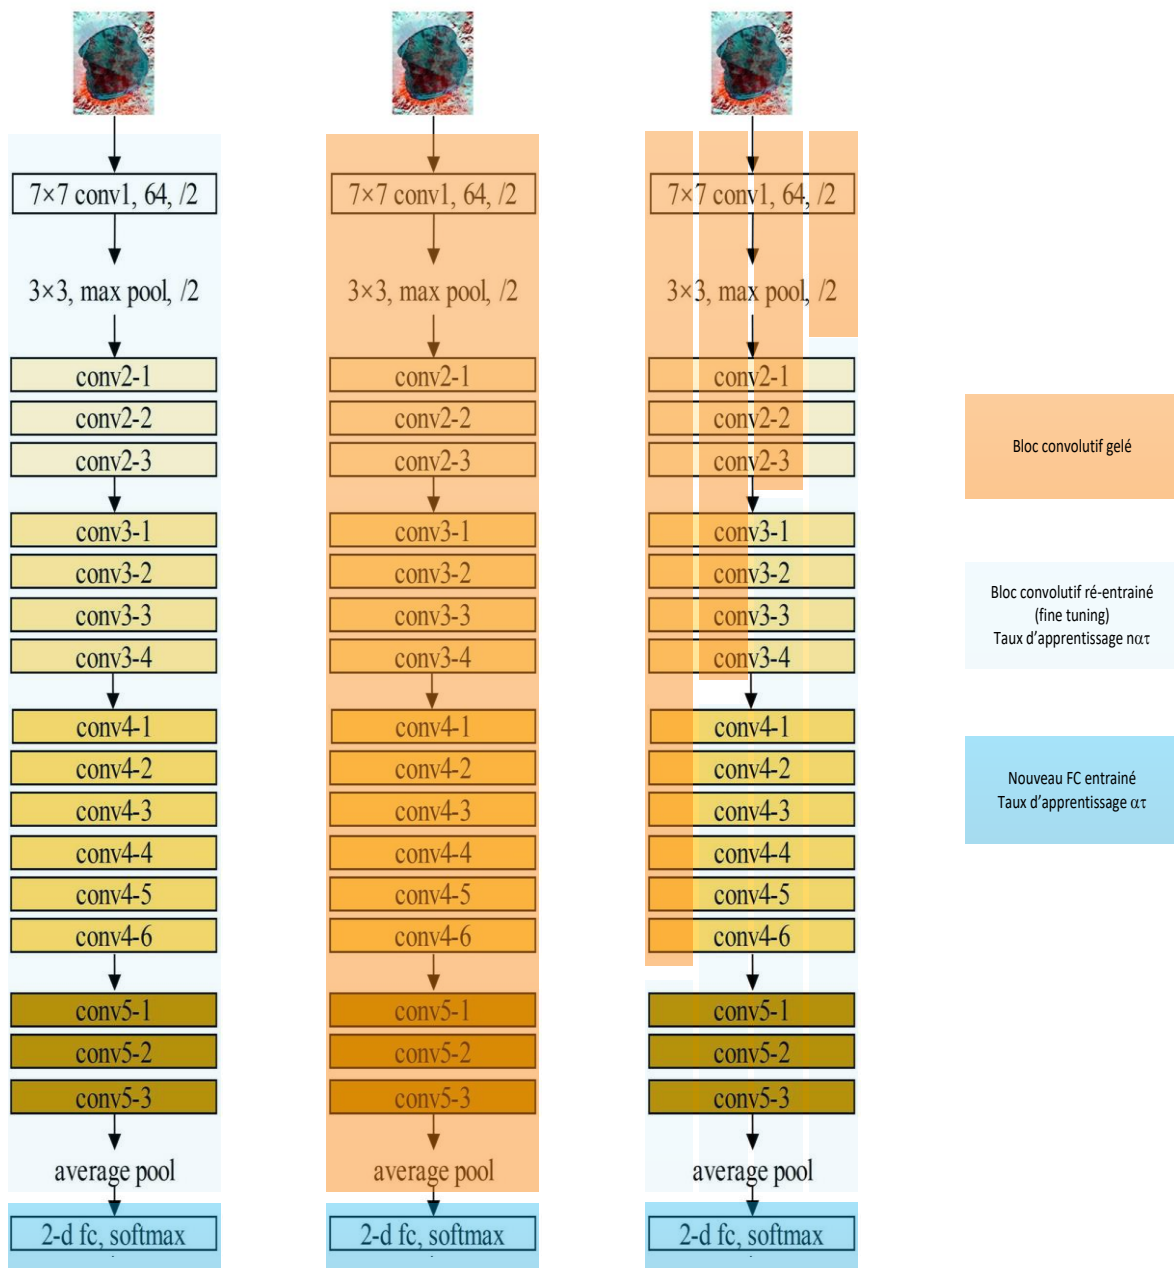 7×7 conv1, 64, /2
3×3, max pool, /2
conv2-1
conv2-2
conv2-3
conv3-1
conv3-2
conv3-3
conv3-4
conv4-1
conv4-2
conv4-3
conv4-4
conv4-5
conv4-6
conv5-1
conv5-2
conv5-3
average pool
2-d fc, softmax
7×7 conv1, 64, /2
3×3, max pool, /2
conv2-1
conv2-2
conv2-3
conv3-1
conv3-2
conv3-3
conv3-4
conv4-1
conv4-2
conv4-3
conv4-4
conv4-5
conv4-6
conv5-1
conv5-2
conv5-3
average pool
2-d fc, softmax
7×7 conv1, 64, /2
3×3, max pool, /2
conv2-1
conv2-2
conv2-3
conv3-1
conv3-2
conv3-3
conv3-4
conv4-1
conv4-2
conv4-3
conv4-4
conv4-5
conv4-6
conv5-1
conv5-2
conv5-3
average pool
2-d fc, softmax
Bloc convolutif gelé
Bloc convolutif ré-entrainé
(fine tuning)
Taux d'apprentissage nατ
Nouveau FC entrainé
Taux d'apprentissage ατ